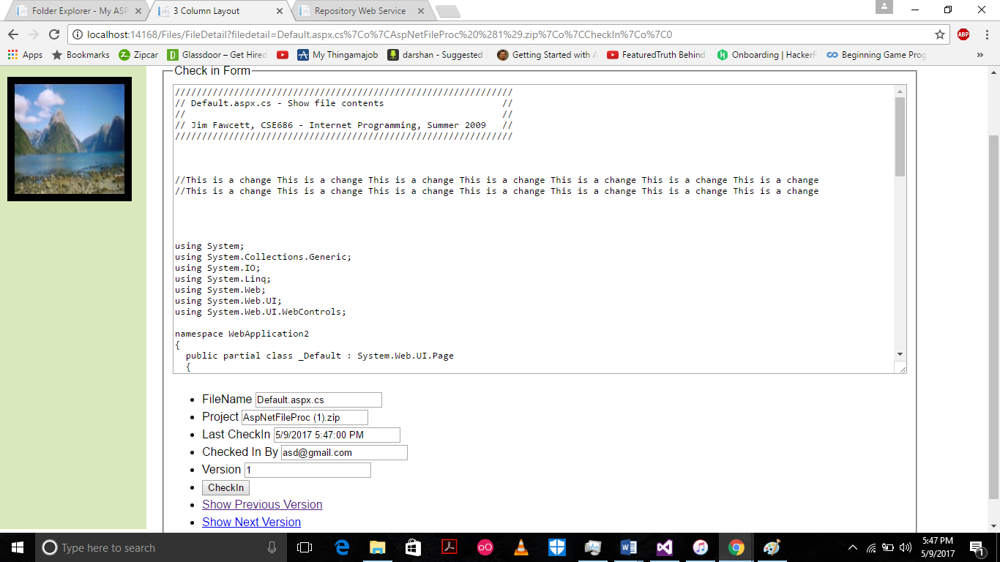 Folder Explorer - My ASP
3 Column Layout
Repository Web Service
localhost:14168/Files/FileDetail?filedetail=Default.aspx.cs%7Co%7CAspNetFileProc%20%281%29.zip%7Co%7CCheckIn%7Co%7C0
ABP
Apps
Bookmarks
Zipcar
Glassdoor – Get Hired
My Thingamajob
darshan - Suggested
Getting Started with A
FeaturedTruth Behind
Onboarding | HackerR
Beginning Game Prog
»
Check in Form
///////////////////////////////////////////////////////////////
// Default.aspx.cs - Show file contents                      //
//                                                           //
// Jim Fawcett, CSE686 - Internet Programming, Summer 2009   //
///////////////////////////////////////////////////////////////
//This is a change This is a change This is a change This is a change This is a change This is a change This is a change
//This is a change This is a change This is a change This is a change This is a change This is a change This is a change
using System;
using System.Collections.Generic;
using System.IO;
using System.Linq;
using System.Web;
using System.Web.UI;
using System.Web.UI.WebControls;
namespace WebApplication2
{
  public partial class _Default : System.Web.UI.Page
  {
• FileName Default.aspx.cs
• Project AspNetFileProc (1).zip
• Last CheckIn 5/9/2017 5:47:00 PM
• Checked In By asd@gmail.com
• Version 1
• CheckIn
• Show Previous Version
• Show Next Version
Type here to search
5:47 PM
5/9/2017
1